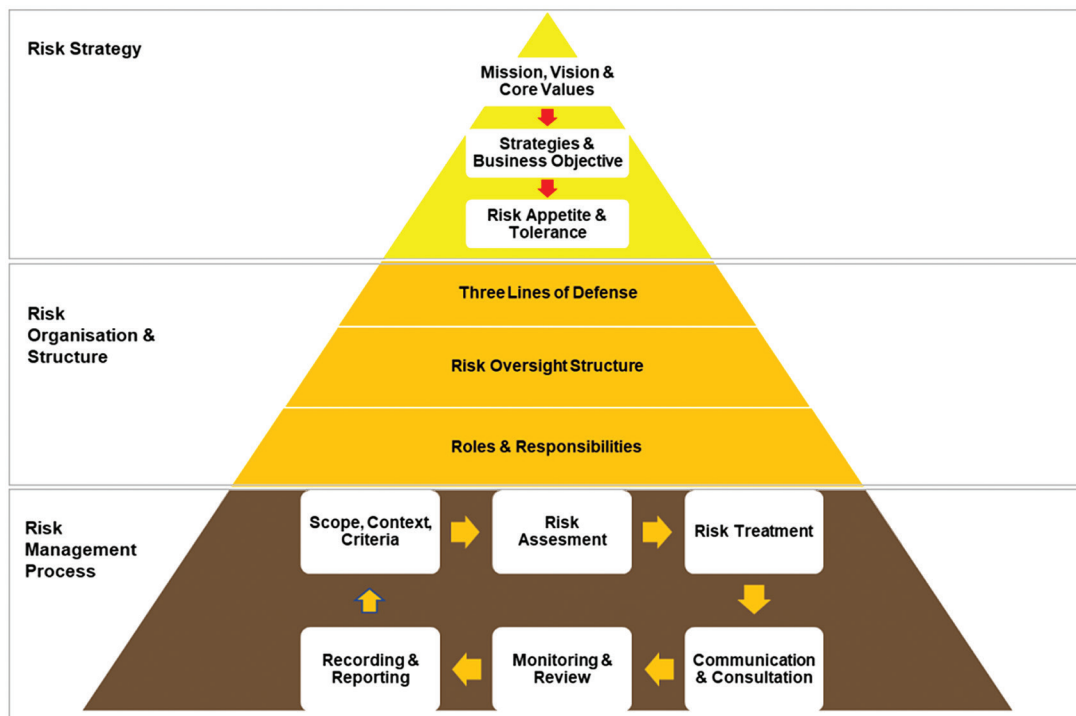 Risk Strategy
Mission, Vision &
Core Values
Strategies &
Business Objective
Risk Appetite &
Tolerance
Risk
Organisation &
Structure
Three Lines of Defense
Risk Oversight Structure
Roles & Responsibilities
Risk
Management
Process
Scope, Context,
Criteria
Risk
Assesment
Risk Treatment
Recording &
Reporting
Monitoring &
Review
Communication
& Consultation